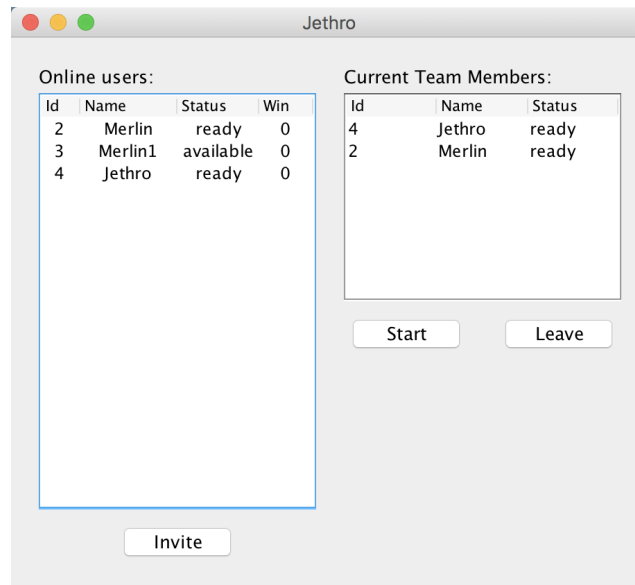 Jethro
Online users:
Id Name Status Win
2 Merlin ready 0
3 Merlin1 available 0
4 Jethro ready 0
Invite
Current Team Members:
Id Name Status
4 Jethro ready
2 Merlin ready
Start Leave